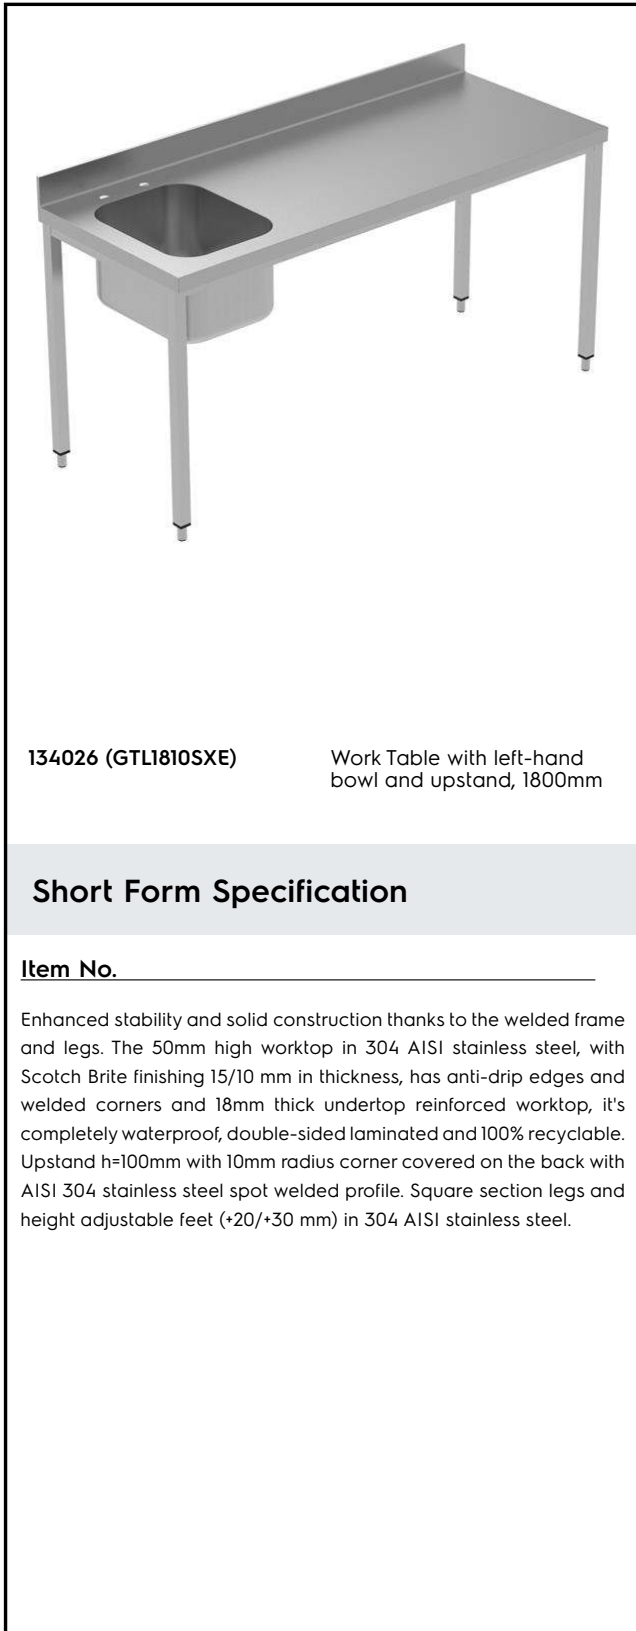 134026 (GTL1810SXE)
Work Table with left-hand
bowl and upstand, 1800mm
Short Form Specification
Item No.
Enhanced stability and solid construction thanks to the welded frame
and legs. The 50mm high worktop in 304 AISI stainless steel, with
Scotch Brite finishing 15/10 mm in thickness, has anti-drip edges and
welded corners and 18mm thick undertop reinforced worktop, it's
completely waterproof, double-sided laminated and 100% recyclable.
Upstand h=100mm with 10mm radius corner covered on the back with
AISI 304 stainless steel spot welded profile. Square section legs and
height adjustable feet (+20/+30 mm) in 304 AISI stainless steel.